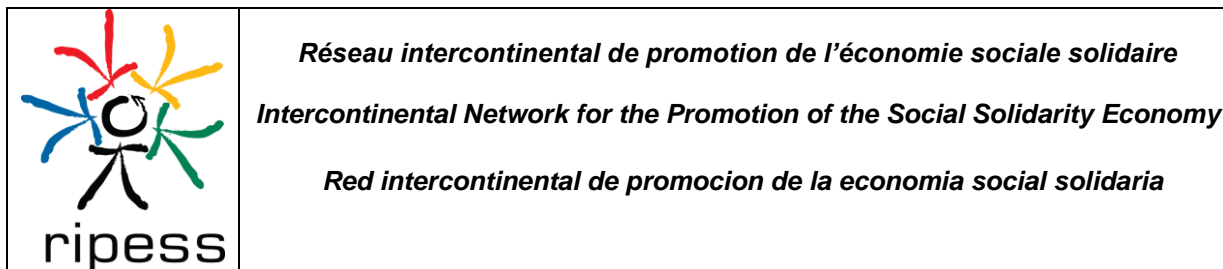 Réseau intercontinental de promotion de l’économie sociale solidaire
Intercontinental Network for the Promotion of the Social Solidarity Economy
Red intercontinental de promocion de la economia social solidaria
ripess